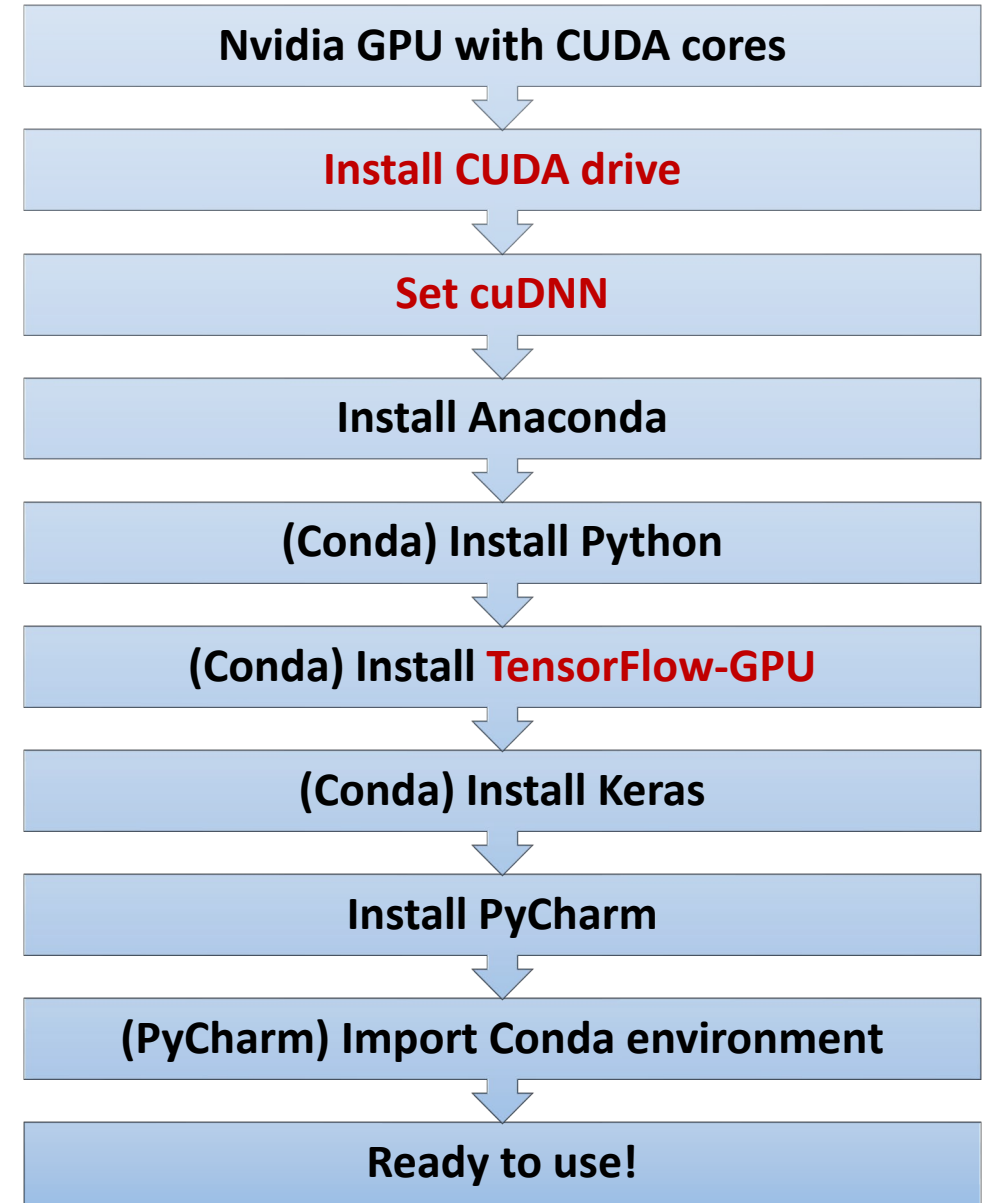 Nvidia GPU with CUDA cores
Install CUDA drive
Set cuDNN
Install Anaconda
(Conda) Install Python
(Conda) Install TensorFlow-GPU
(Conda) Install Keras
Install PyCharm
(PyCharm) Import Conda environment
Ready to use!